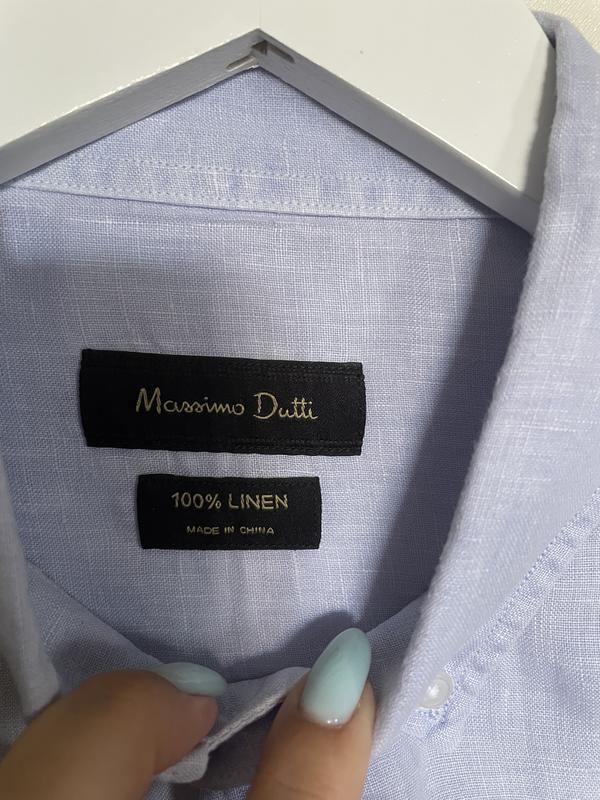 Massimo Dutti
100% LINEN
MADE IN CHINA